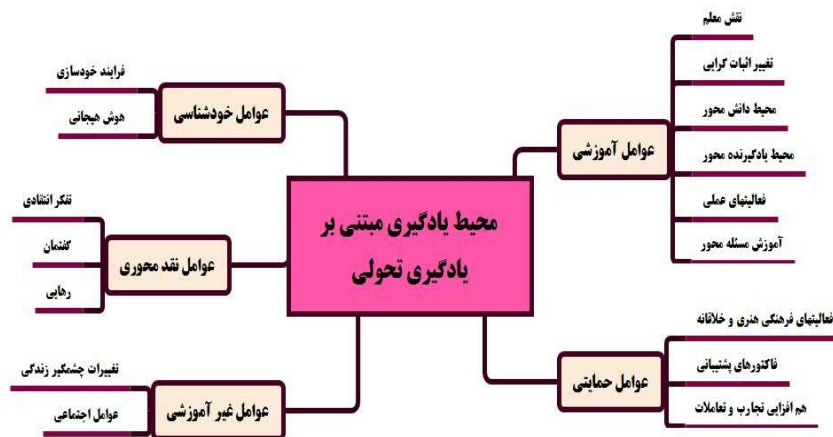 محیط یادگیری مبتنی بر
یادگیری تحولی
عوامل آموزشی
نقش معلم
تغییر اثبات گرایی
محیط دانش محور
محیط یادگیرنده محور
فعالیتهای عملی
آموزش مسئله محور
عوامل حمایتی
فعالیتهای فرهنگی هنری و خلاقانه
فاکتورهای پشتیبانی
هم افزایی تجارب و تعاملات
عوامل خودشناسی
فرایند خودسازی
هوش هیجانی
عوامل نقد محوری
تفکر انتقادی
گفتمان
رهایی
عوامل غیر آموزشی
تغییرات چشمگیر زندگی
عوامل اجتماعی